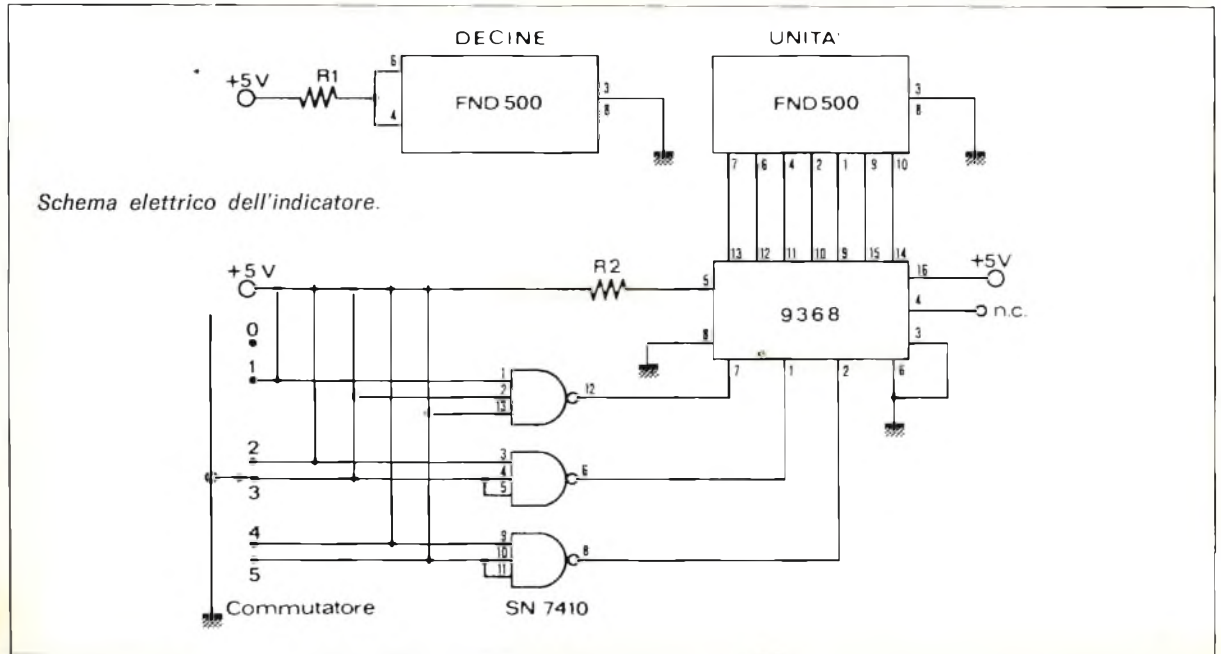 DECINE UNITA'
+5V R1 6 4 FND 500 3 8
FND 500 3 8
7 6 4 2 1 9 10
Schema elettrico dell'indicatore.
13 12 11 10 9 15 14
+5V R2 5 9368 16 +5V
4 n.c.
8 3
7 1 2 6
0
1 1 2 13 12
2 3 4 5 6
3
4 9 10 11 8
5
Commutatore SN 7410